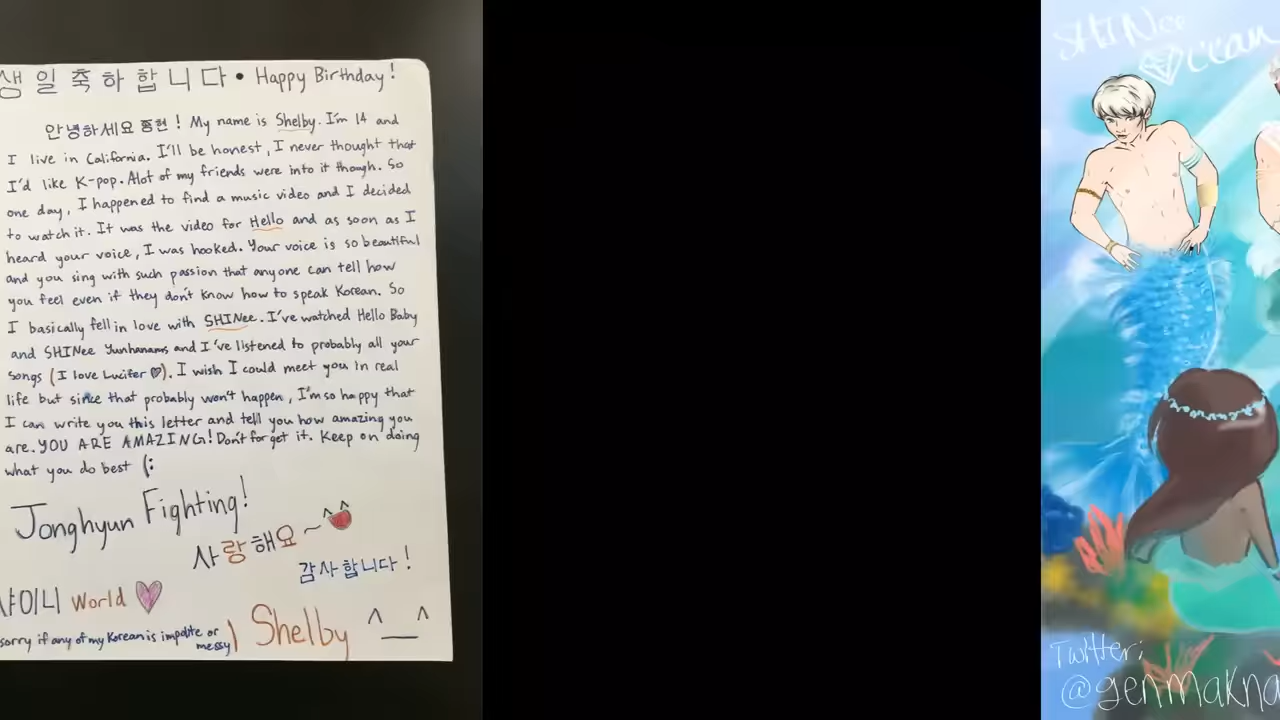 생일축하합니다 • Happy Birthday!
안녕하세요 종현! My name is Shelby. I'm 14 and
I live in California. I'll be honest, I never thought that
I'd like K-pop. Alot of my friends were into it though. So
one day, I happened to find a music video and I decided
to watch it. It was the video for Hello and as soon as I
heard your voice, I was hooked. Your voice is so beautiful
and you sing with such passion that anyone can tell how
you feel even if they don't know how to speak Korean. So
I basically fell in love with SHINee. I've watched Hello Baby
and SHINee Yunhanams and I've listened to probably all your
songs (I love Lucifer ♡). I wish I could meet you in real
life but since that probably won't happen, I'm so happy that
I can write you this letter and tell you how amazing you
are. YOU ARE AMAZING! Don't forget it. Keep on doing
what you do best (:
Jonghyun Fighting!
사랑해요~^^
감사합니다!
샤이니 World ♡
sorry if any of my Korean is impolite or
messy)
Shelby ^_^
SHINee
Ocean
Twitter:
@genmakna